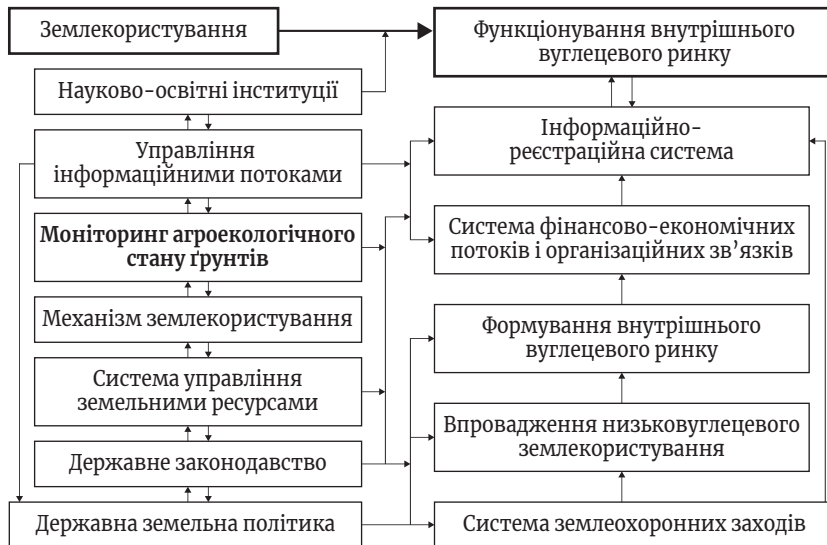 Землекористування
Функціонування внутрішнього
вуглецевого ринку
Науково-освітні інституції
Управління
інформаційними потоками
Інформаційно-
реєстраційна система
Моніторинг агроекологічного
стану ґрунтів
Система фінансово-економічних
потоків і організаційних зв’язків
Механізм землекористування
Формування внутрішнього
вуглецевого ринку
Система управління
земельними ресурсами
Впровадження низьковуглецевого
землекористування
Державне законодавство
Державна земельна політика
Система землеохоронних заходів